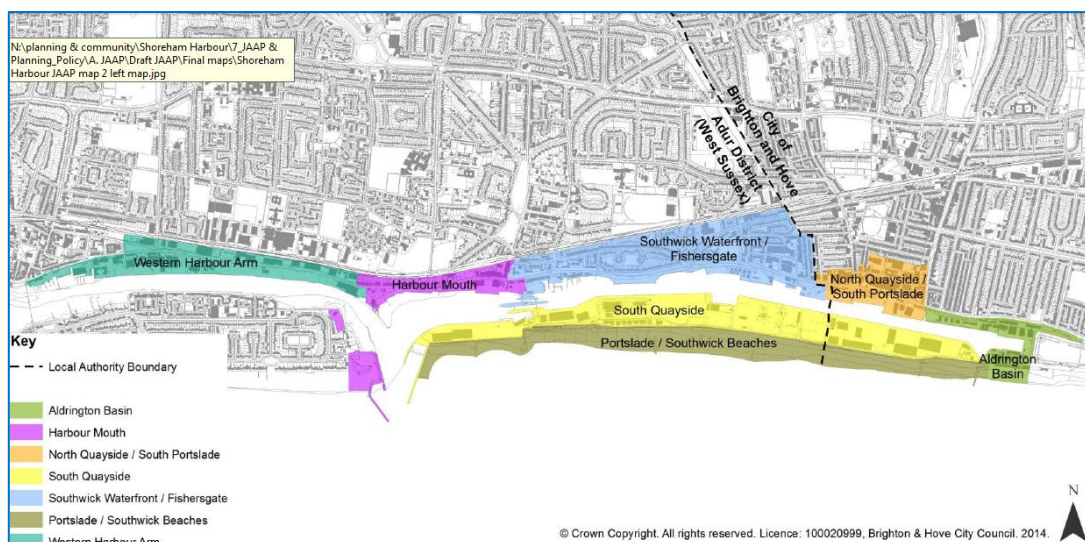 N:\planning & community\Shoreham Harbour\7_JAAP &
Planning_Policy\A. JAAP\Draft JAAP\Final maps\Shoreham
Harbour JAAP map 2 left map.jpg
City of
Brighton and Hove
Adur District
(West Sussex)
Southwick Waterfront /
Fishersgate
Western Harbour Arm
Harbour Mouth
North Quayside /
South Portslade
South Quayside
Portslade / Southwick Beaches
Aldrington
Basin
Key
Local Authority Boundary
Aldrington Basin
Harbour Mouth
North Quayside / South Portslade
South Quayside
Southwick Waterfront / Fishersgate
Portslade / Southwick Beaches
Western Harbour Arm
N
© Crown Copyright. All rights reserved. Licence: 100020999, Brighton & Hove City Council. 2014.